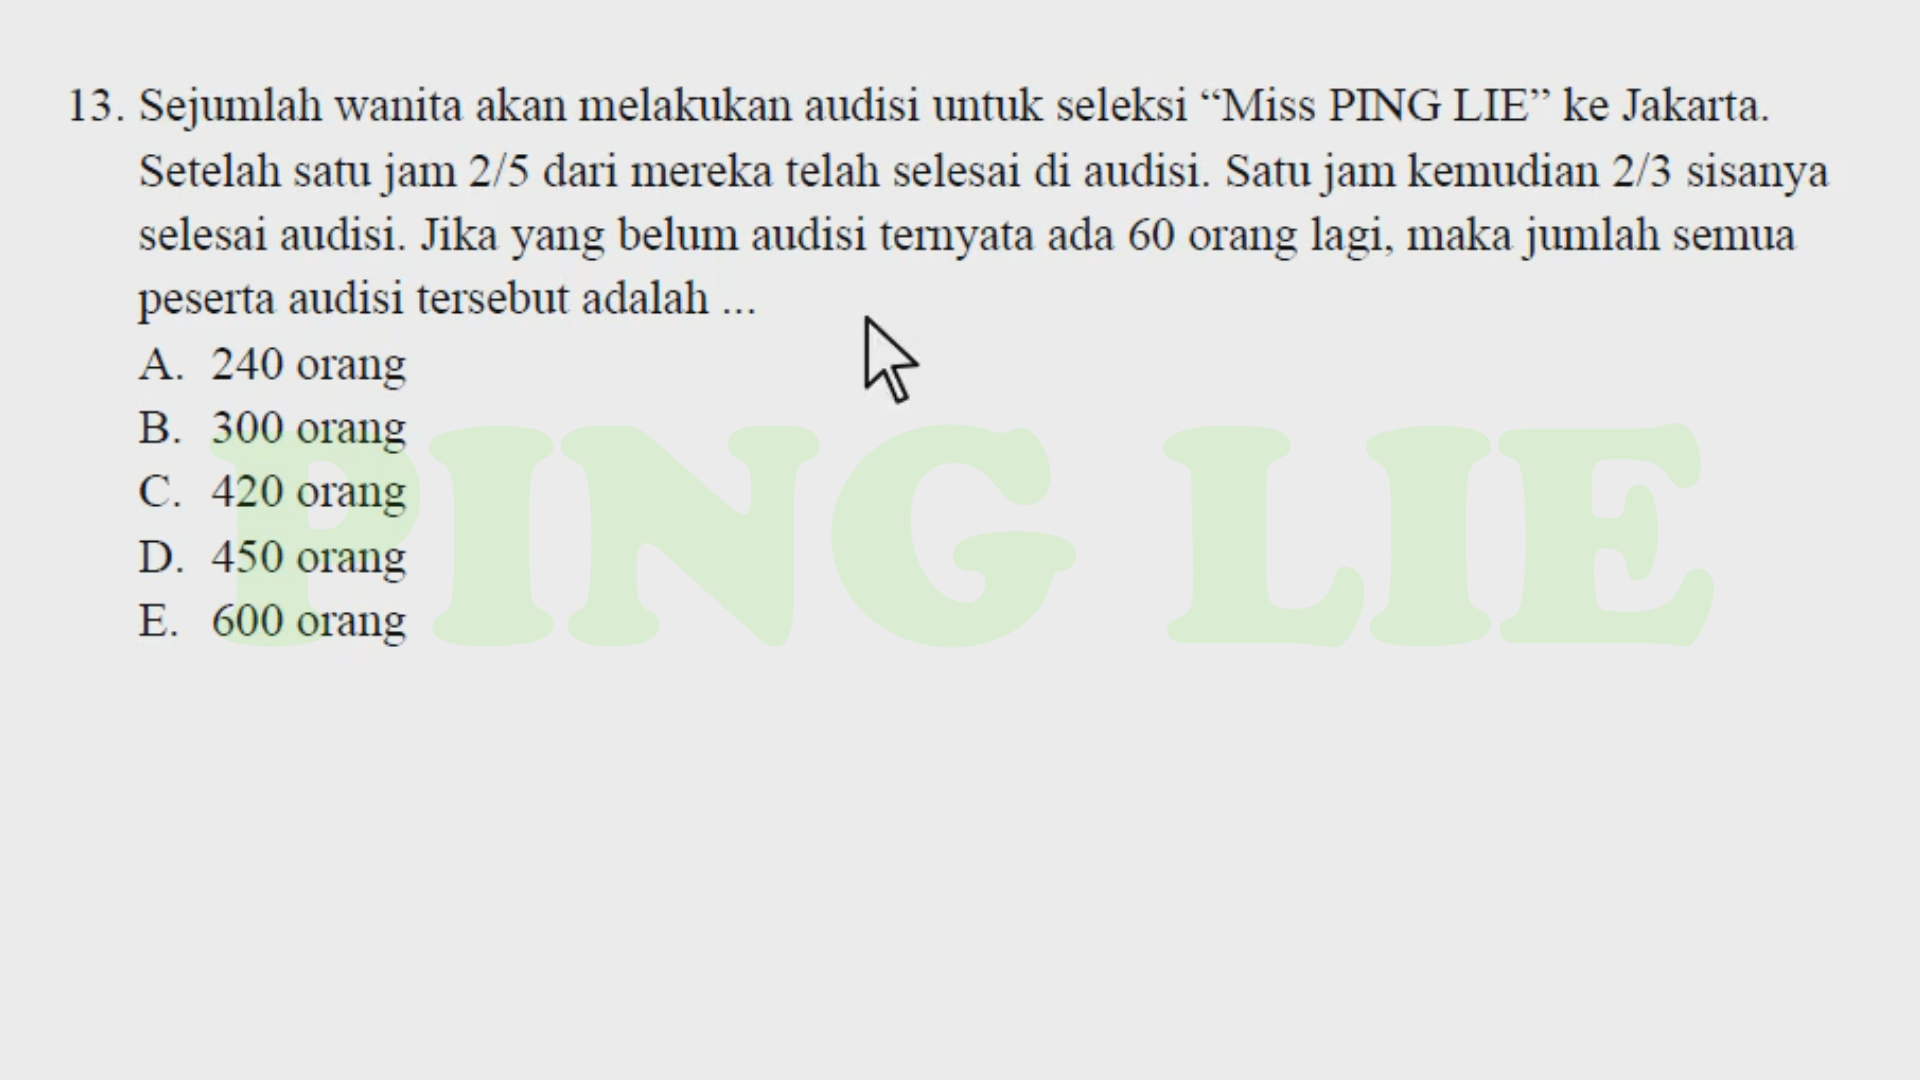 13. Sejumlah wanita akan melakukan audisi untuk seleksi “Miss PING LIE” ke Jakarta.
Setelah satu jam 2/5 dari mereka telah selesai di audisi. Satu jam kemudian 2/3 sisanya
selesai audisi. Jika yang belum audisi ternyata ada 60 orang lagi, maka jumlah semua
peserta audisi tersebut adalah ...
A. 240 orang
B. 300 orang
C. 420 orang
D. 450 orang
E. 600 orang
PING LIE